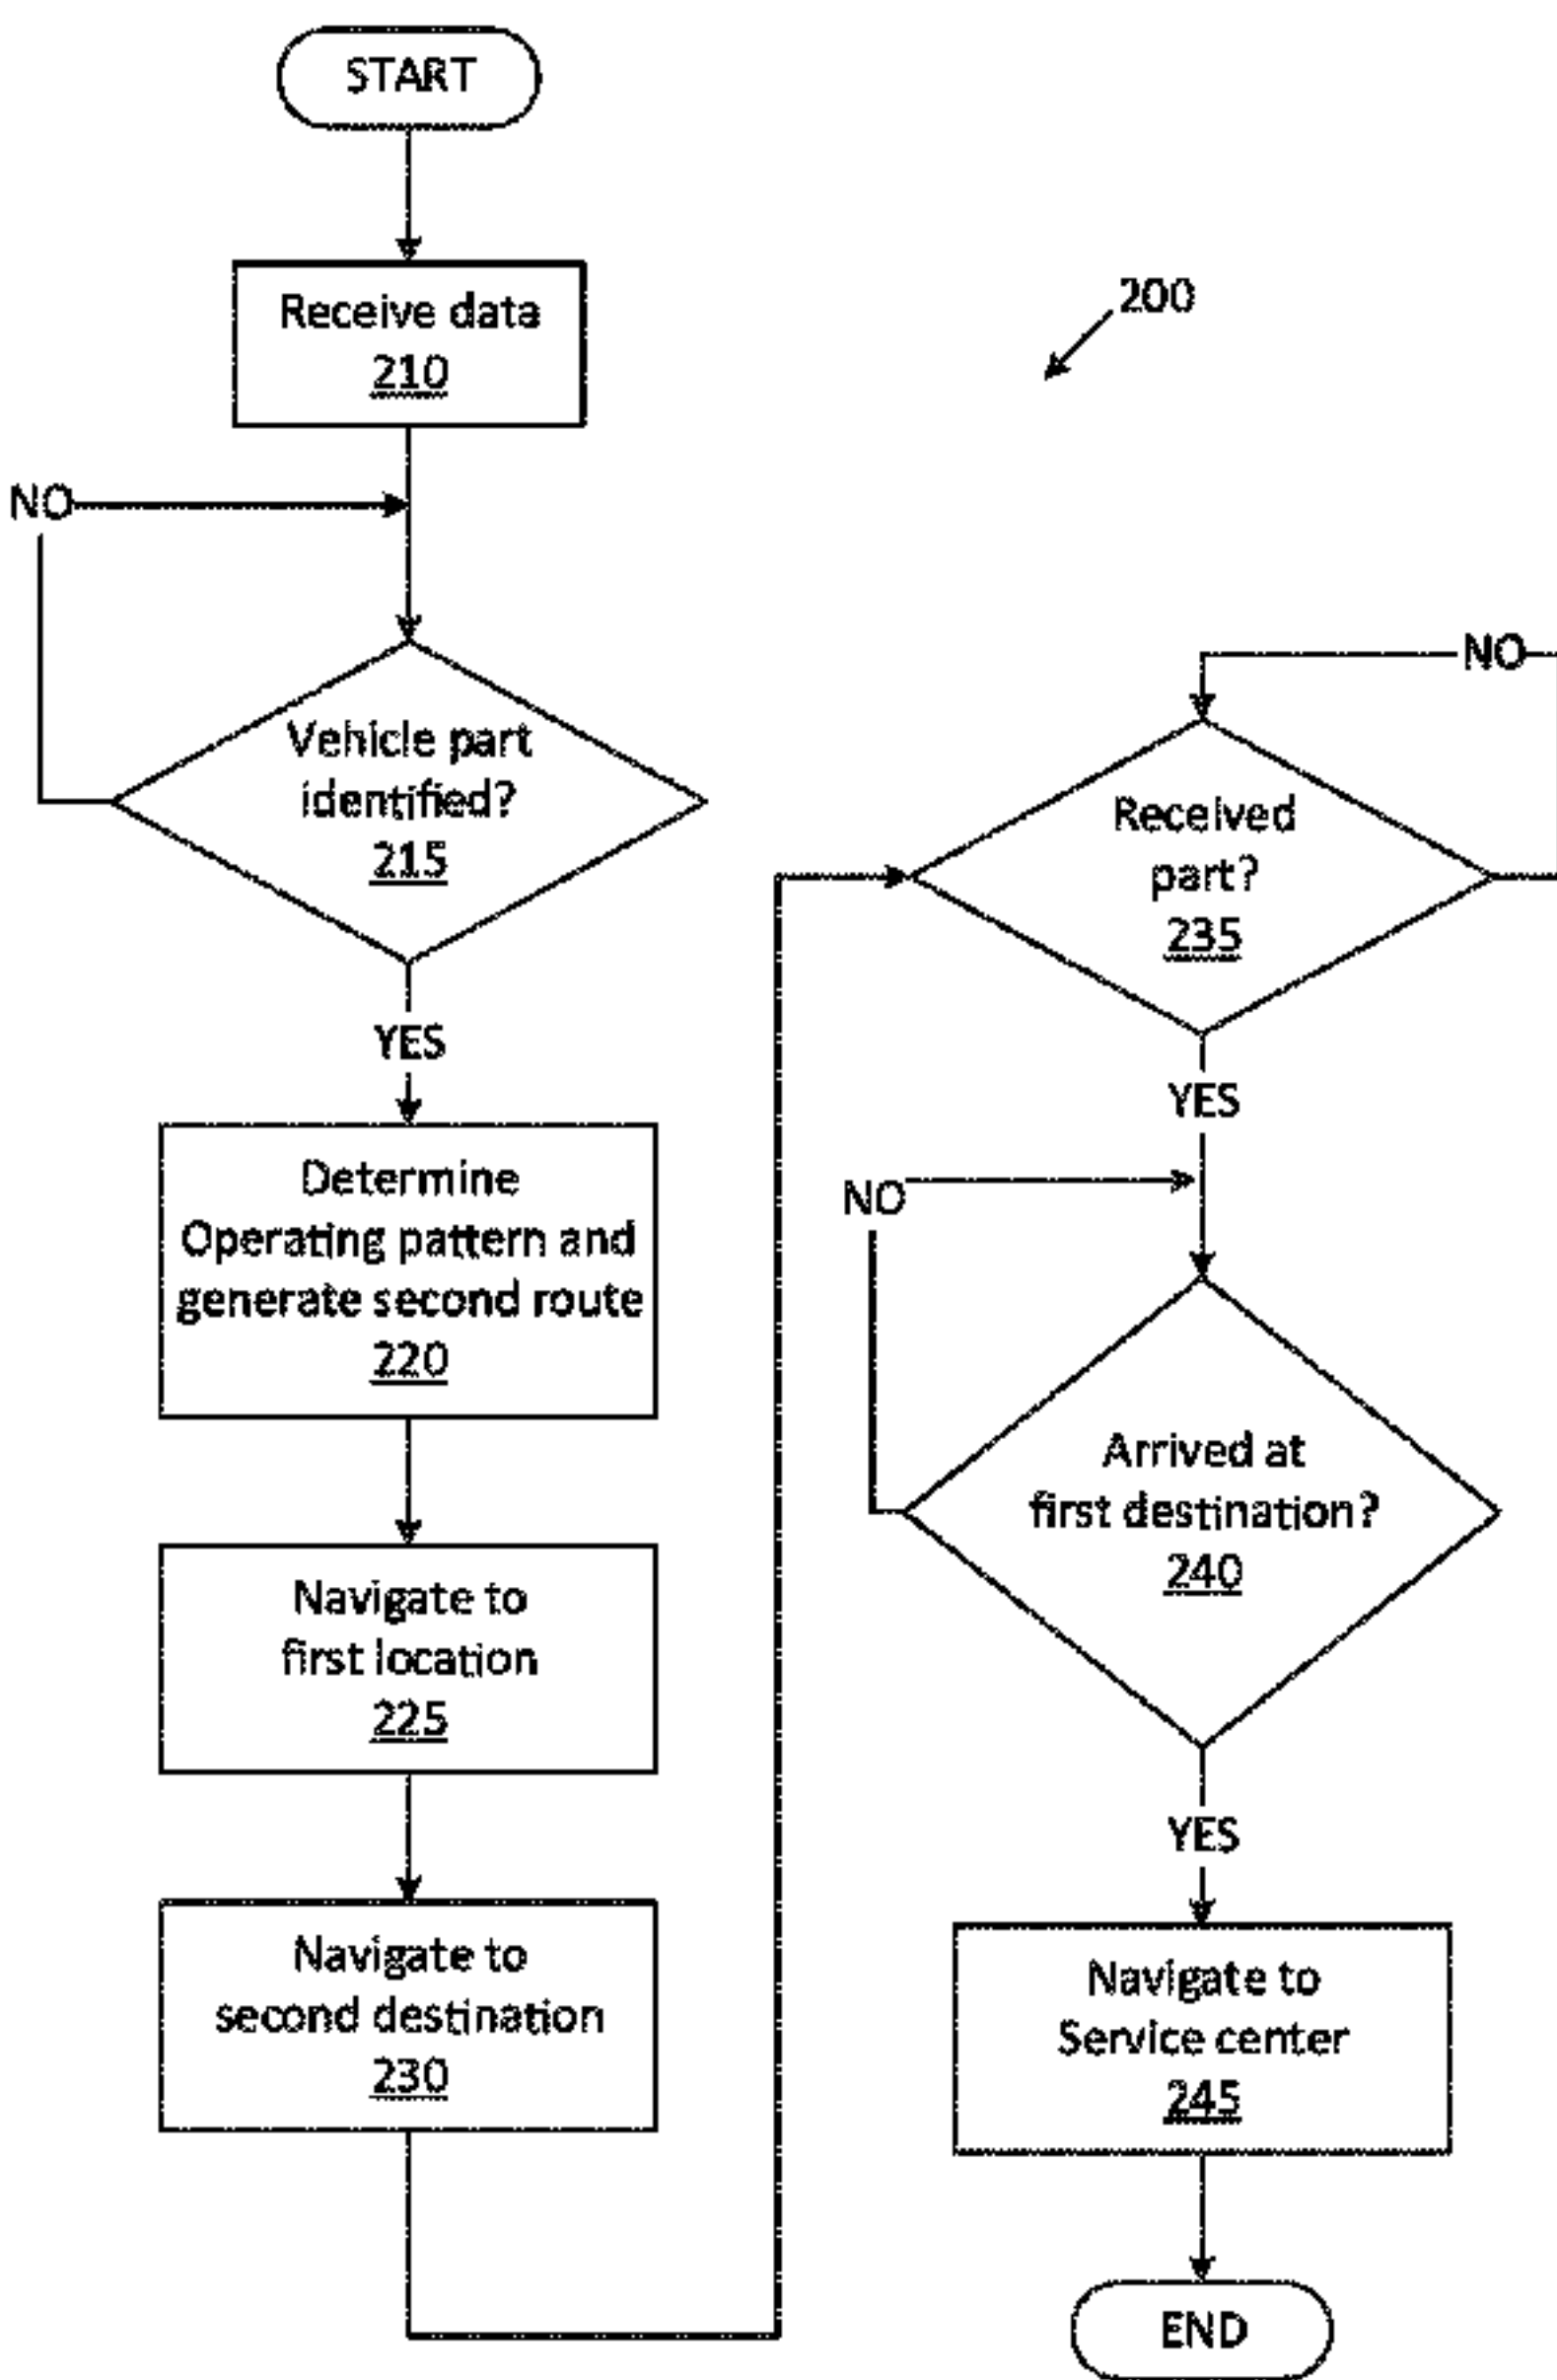 START
Receive data
210
200
NO
Vehicle part
identified?
215
YES
Determine
Operating pattern and
generate second route
220
Navigate to
first location
225
Navigate to
second destination
230
NO
Received
part?
235
YES
NO
Arrived at
first destination?
240
YES
Navigate to
Service center
245
END